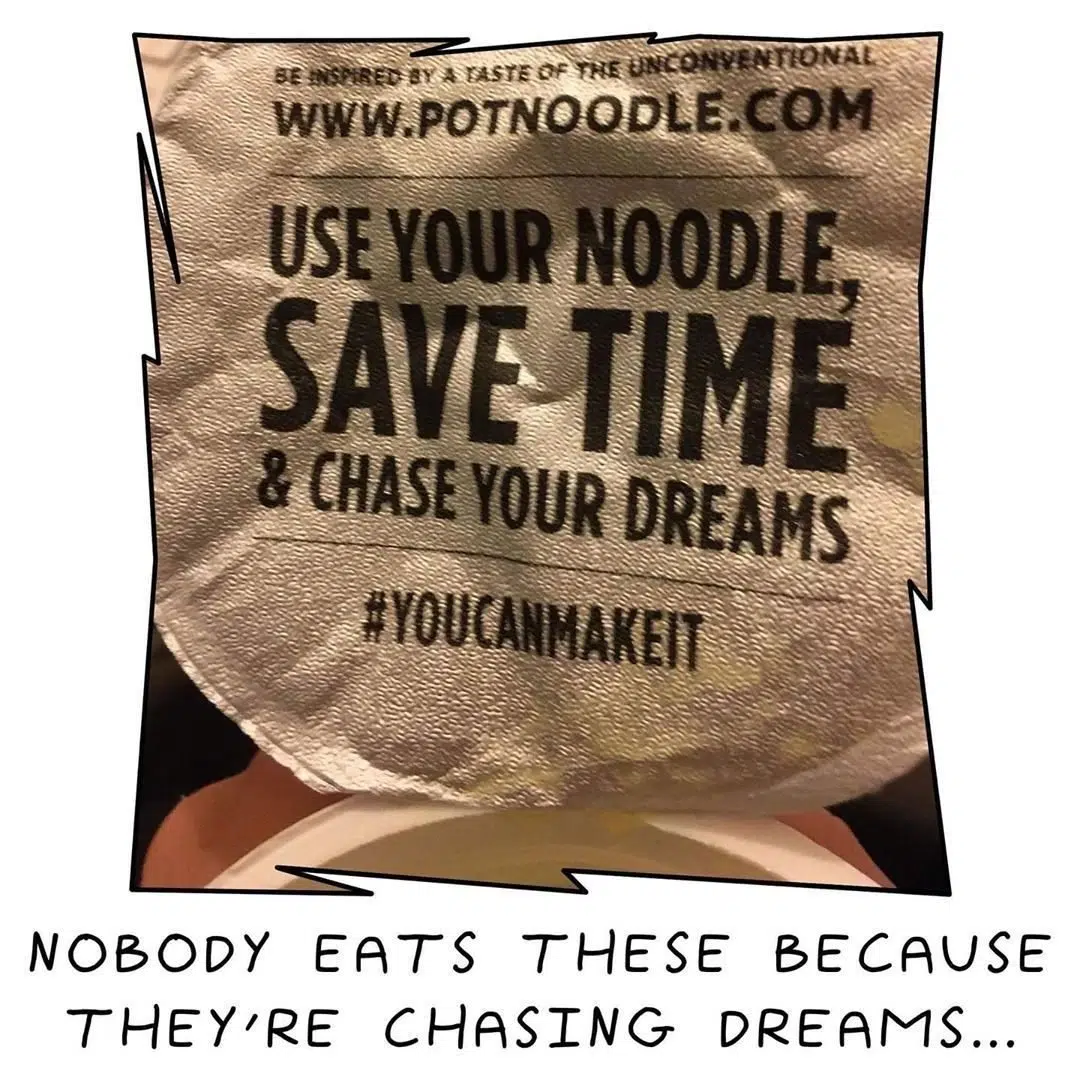 BE INSPIRED BY A TASTE OF THE UNCONVENTIONAL
WWW.POTNOODLE.COM
USE YOUR NOODLE,
SAVE TIME
& CHASE YOUR DREAMS
#YOUCANMAKEIT
NOBODY EATS THESE BECAUSE
THEY'RE CHASING DREAMS...